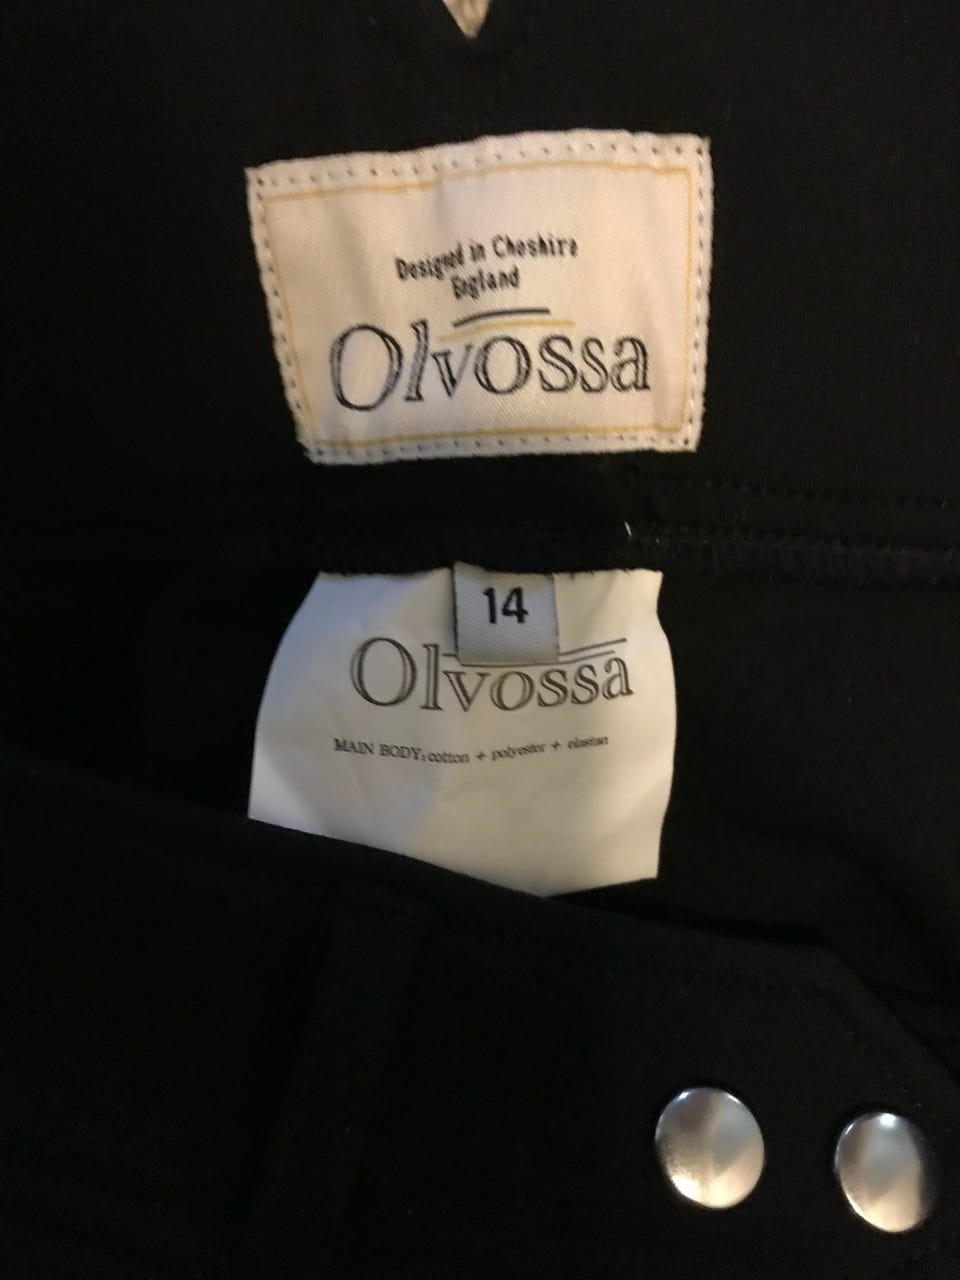 Designed in Cheshire
England
Olvossa
14
Olvossa
MAIN BODY: cotton + polyester + elastan